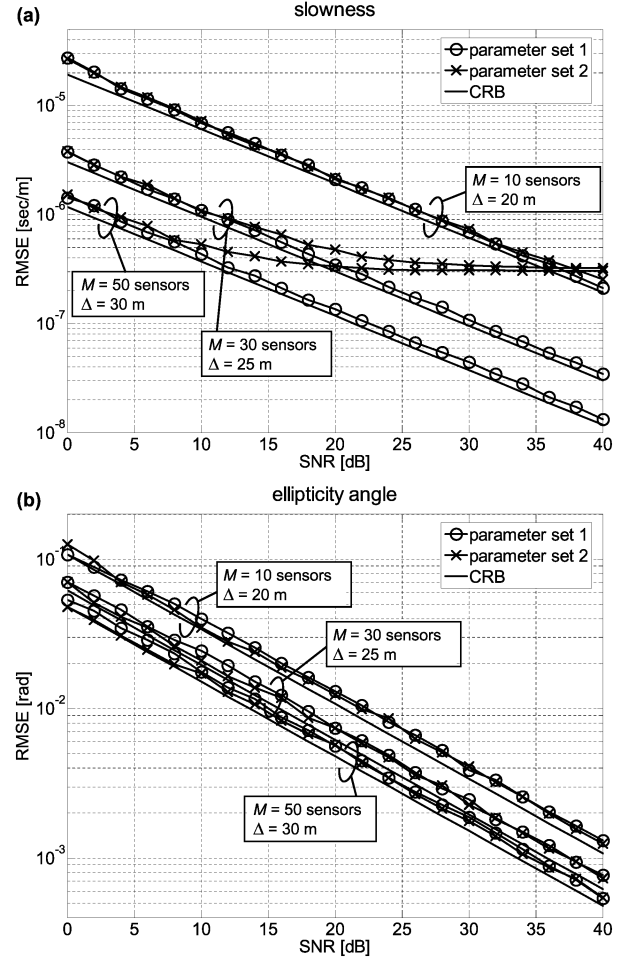 (a)
slowness
parameter set 1
parameter set 2
CRB
10⁻⁵
10⁻⁶
10⁻⁷
10⁻⁸
RMSE [sec/m]
M = 10 sensors
Δ = 20 m
M = 50 sensors
Δ = 30 m
M = 30 sensors
Δ = 25 m
0 5 10 15 20 25 30 35 40
SNR [dB]
(b)
ellipticity angle
parameter set 1
parameter set 2
CRB
10⁻¹
10⁻²
10⁻³
RMSE [rad]
M = 10 sensors
Δ = 20 m
M = 30 sensors
Δ = 25 m
M = 50 sensors
Δ = 30 m
0 5 10 15 20 25 30 35 40
SNR [dB]